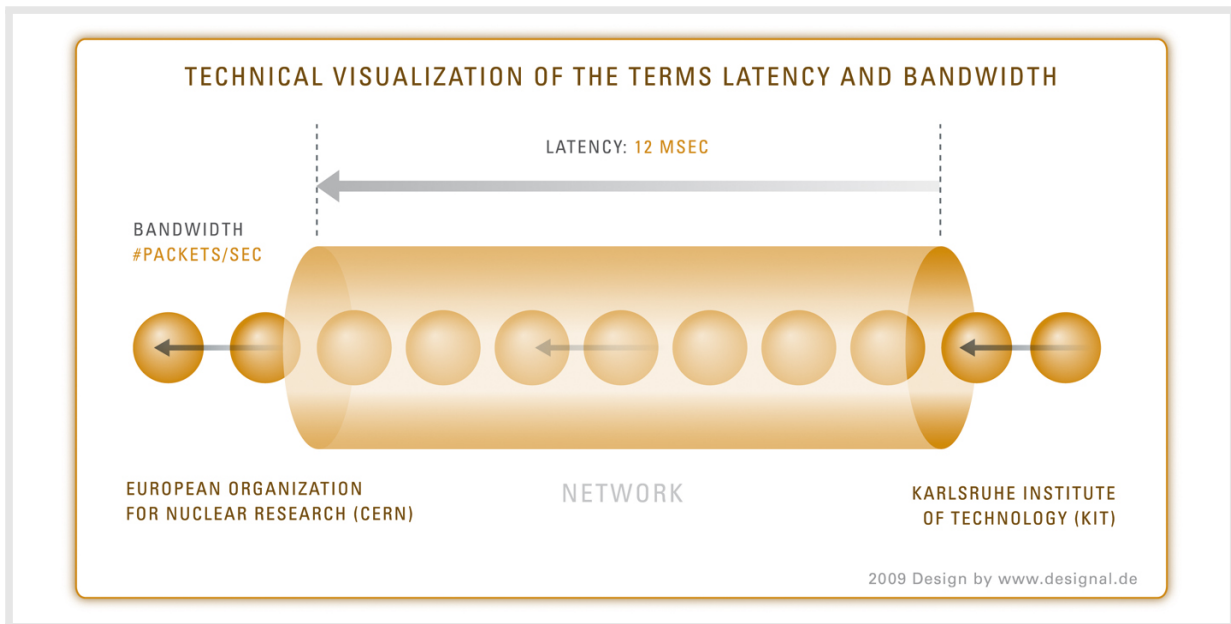 TECHNICAL VISUALIZATION OF THE TERMS LATENCY AND BANDWIDTH
LATENCY: 12 MSEC
BANDWIDTH
#PACKETS/SEC
EUROPEAN ORGANIZATION
FOR NUCLEAR RESEARCH (CERN)
NETWORK
KARLSRUHE INSTITUTE
OF TECHNOLOGY (KIT)
2009 Design by www.designal.de